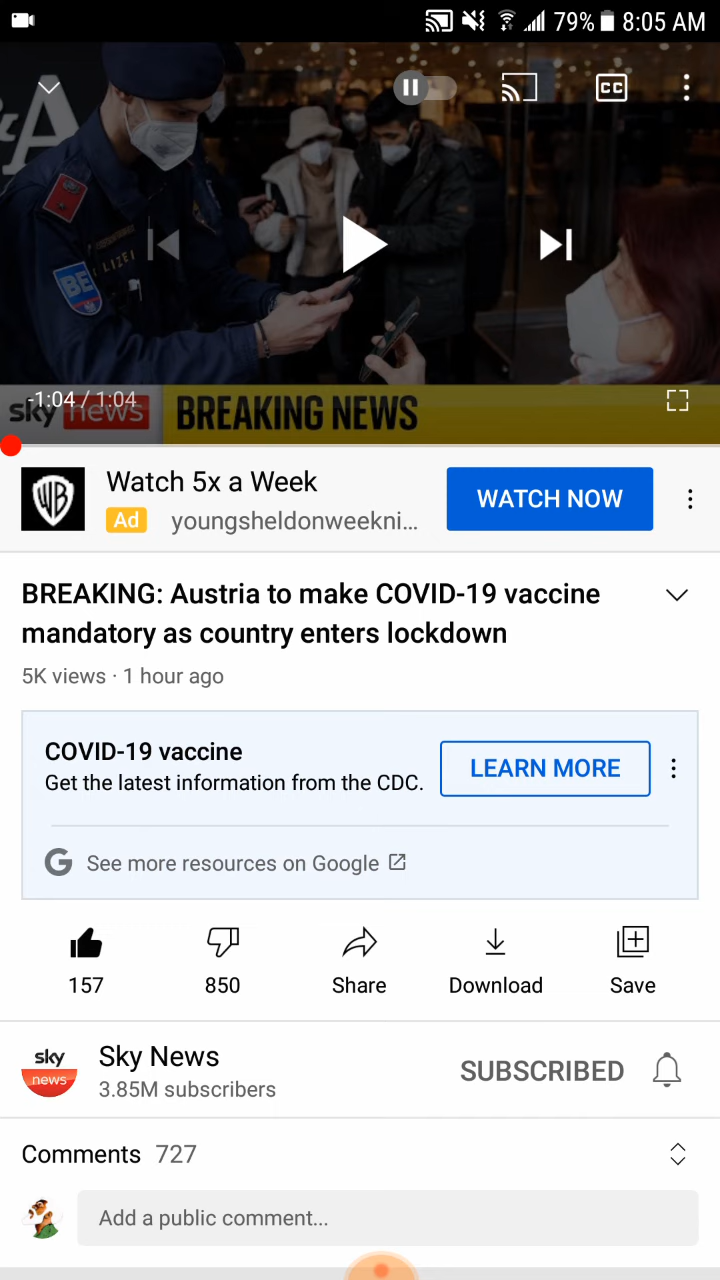 79% 8:05 AM
&A
CC
LIZEI
BE
-1:04 / 1:04
sky news BREAKING NEWS
Watch 5x a Week
Ad youngsheldonweekni...
WATCH NOW
BREAKING: Austria to make COVID-19 vaccine
mandatory as country enters lockdown
5K views · 1 hour ago
COVID-19 vaccine
Get the latest information from the CDC.
LEARN MORE
G See more resources on Google
157 850 Share Download Save
sky news
Sky News
3.85M subscribers
SUBSCRIBED
Comments 727
Add a public comment...